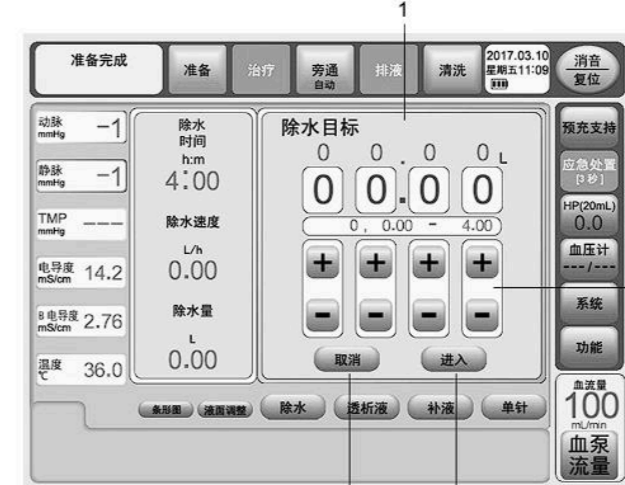 1
准备完成
准备
治疗
旁通
自动
排液
清洗
2017.03.10
星期五11:09
消音
复位
动脉
mmHg
-1
静脉
mmHg
-1
TMP
mmHg
---
电导度
mS/cm
14.2
B电导度
mS/cm
2.76
温度
℃
36.0
除水
时间
h:m
4:00
除水速度
L/h
0.00
除水量
L
0.00
除水目标
0 0 . 0 0 L
0 0 . 0 0
0, 0.00 - 4.00
+ + + +
- - - -
取消
进入
预充支持
应急处置
[3秒]
HP(20mL)
0.0
血压计
---/---
系统
功能
条形图
液面调整
除水
透析液
补液
单针
血流量
100
mL/min
血泵
流量